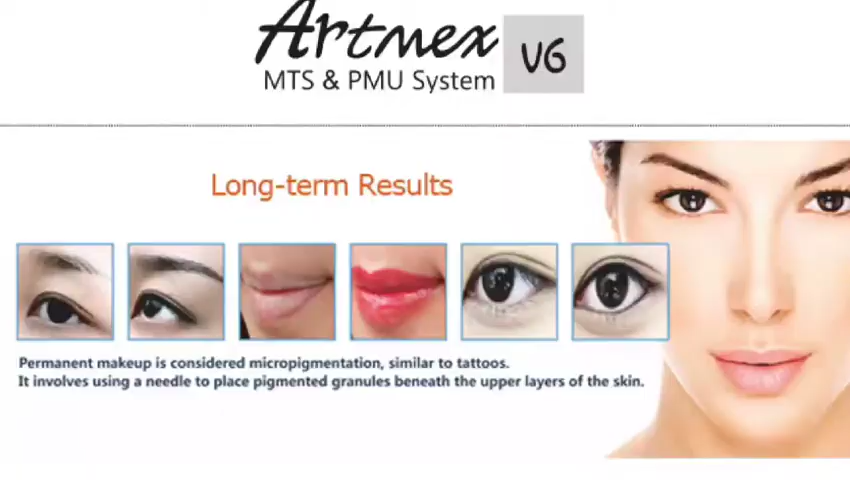 Artmex V6
MTS & PMU System
Long-term Results
Permanent makeup is considered micropigmentation, similar to tattoos.
It involves using a needle to place pigmented granules beneath the upper layers of the skin.